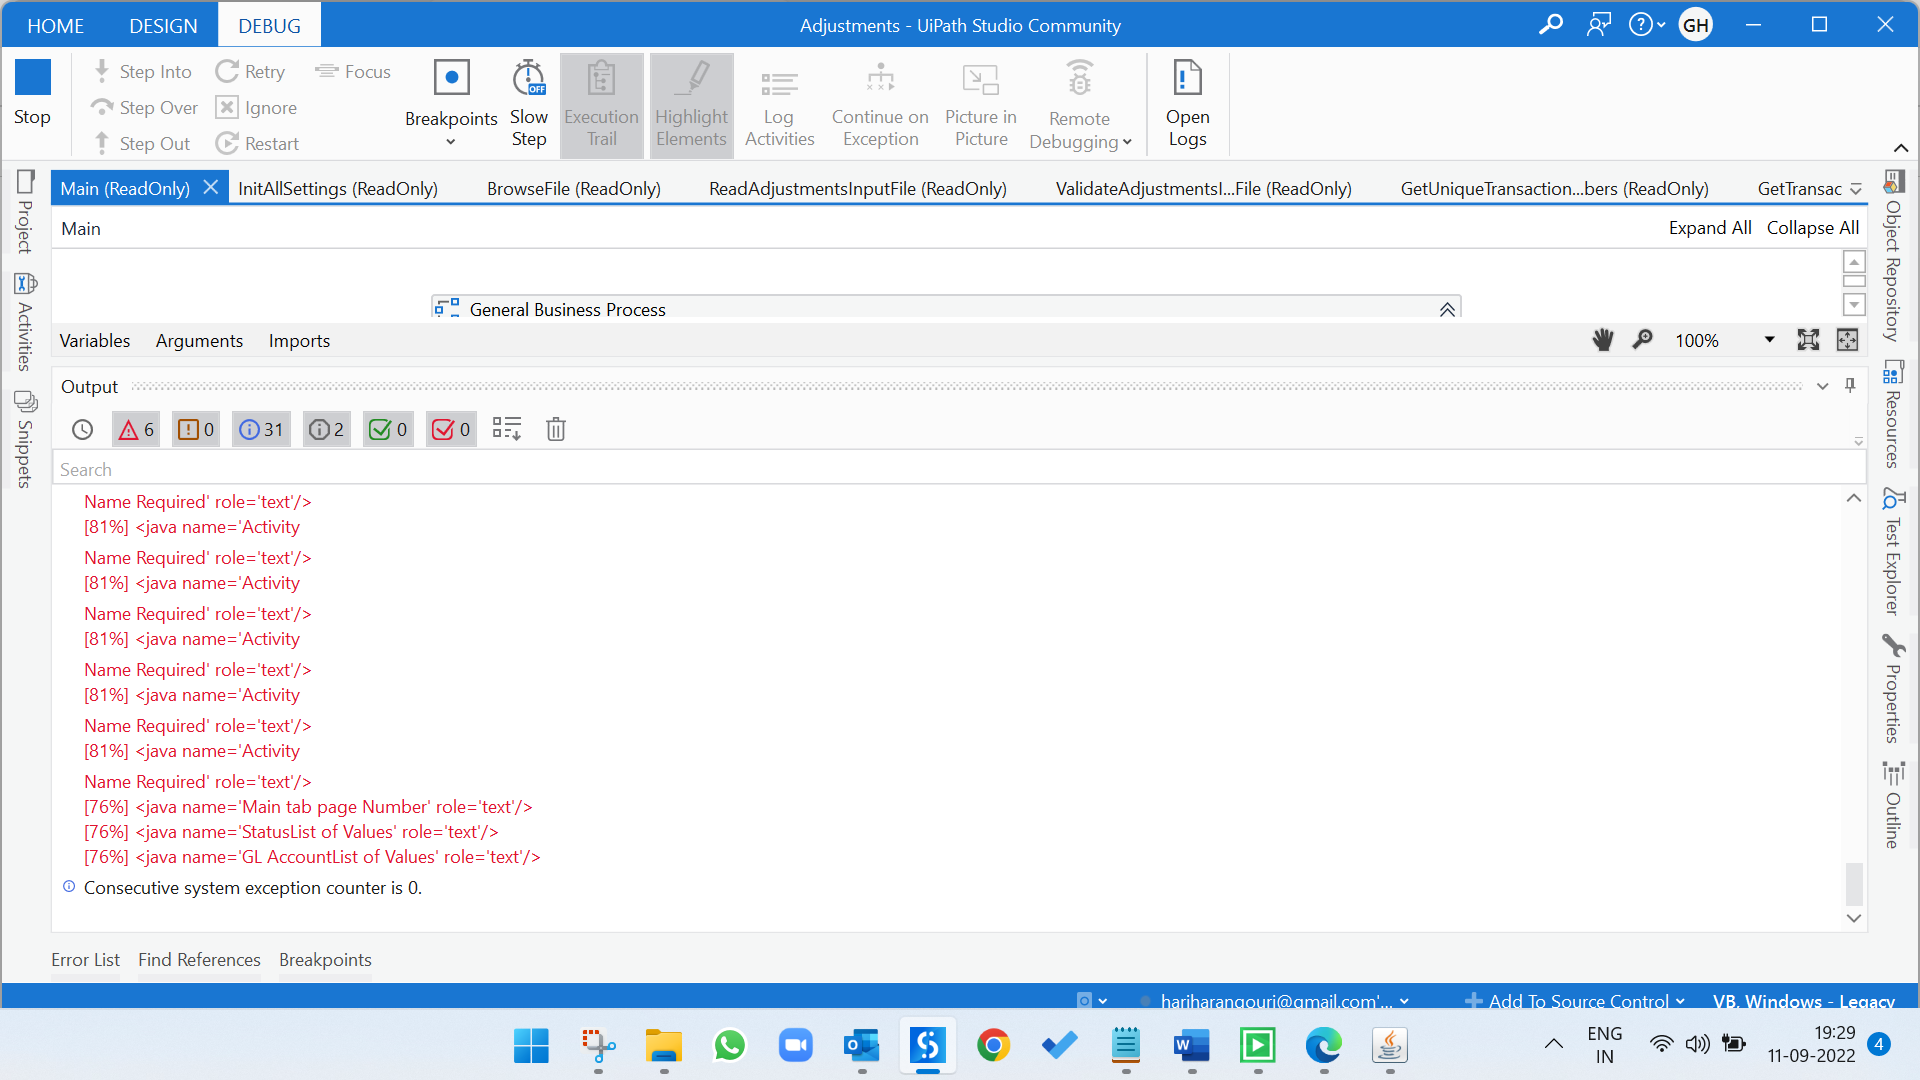 HOME DESIGN DEBUG Adjustments - UiPath Studio Community GH
Stop
Step Into Retry Focus
Step Over Ignore
Step Out Restart
Breakpoints
Slow Step
OFF
Execution Trail
Highlight Elements
Log Activities
Continue on Exception
Picture in Picture
Remote Debugging
Open Logs
Main (ReadOnly) InitAllSettings (ReadOnly) BrowseFile (ReadOnly) ReadAdjustmentsInputFile (ReadOnly) ValidateAdjustmentsI...File (ReadOnly) GetUniqueTransaction...bers (ReadOnly) GetTransac
Project
Activities
Snippets
Main Expand All Collapse All
General Business Process
Variables Arguments Imports 100%
Output
6 0 31 2 0 0
Search
Name Required' role='text'/>
[81%] <java name='Activity
Name Required' role='text'/>
[81%] <java name='Activity
Name Required' role='text'/>
[81%] <java name='Activity
Name Required' role='text'/>
[81%] <java name='Activity
Name Required' role='text'/>
[81%] <java name='Activity
Name Required' role='text'/>
[76%] <java name='Main tab page Number' role='text'/>
[76%] <java name='StatusList of Values' role='text'/>
[76%] <java name='GL AccountList of Values' role='text'/>
Consecutive system exception counter is 0.
Object Repository
Resources
Test Explorer
Properties
Outline
Error List Find References Breakpoints
hariharangouri@gmail.com'... Add To Source Control VB, Windows - Legacy
ENG
IN
19:29
11-09-2022
4